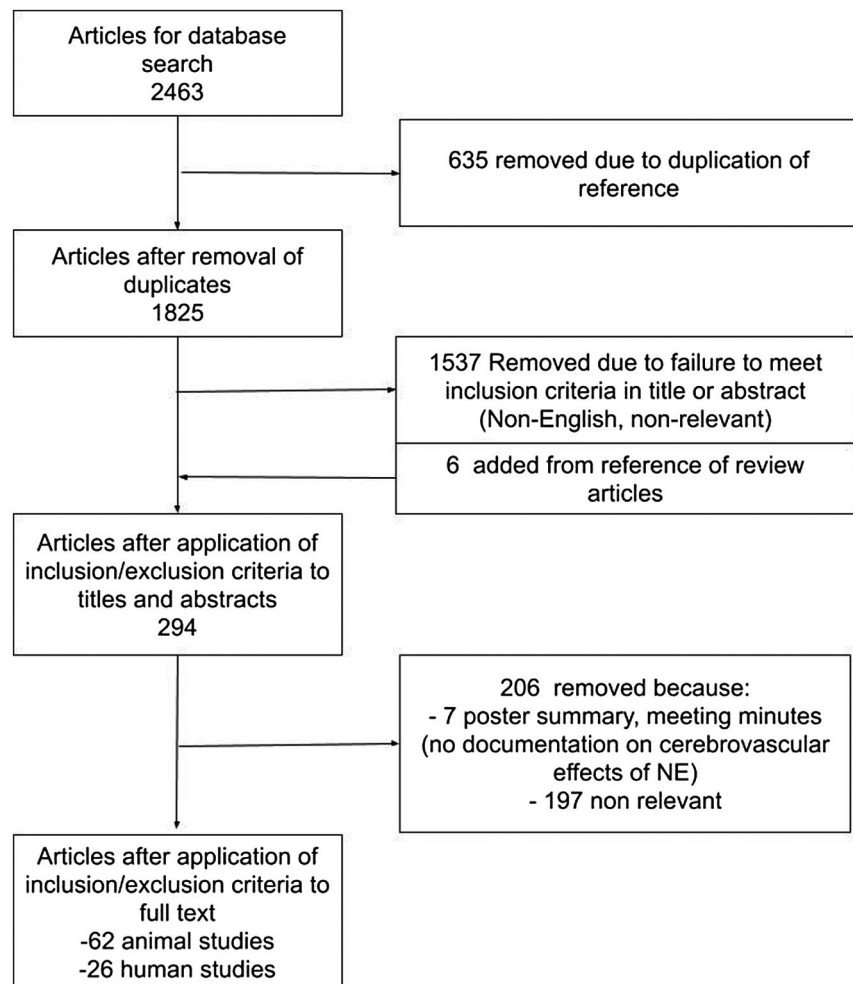 Articles for database
search
2463
635 removed due to duplication of
reference
Articles after removal of
duplicates
1825
1537 Removed due to failure to meet
inclusion criteria in title or abstract
(Non-English, non-relevant)
6 added from reference of review
articles
Articles after application of
inclusion/exclusion criteria to
titles and abstracts
294
206 removed because:
- 7 poster summary, meeting minutes
(no documentation on cerebrovascular
effects of NE)
- 197 non relevant
Articles after application of
inclusion/exclusion criteria to
full text
-62 animal studies
-26 human studies